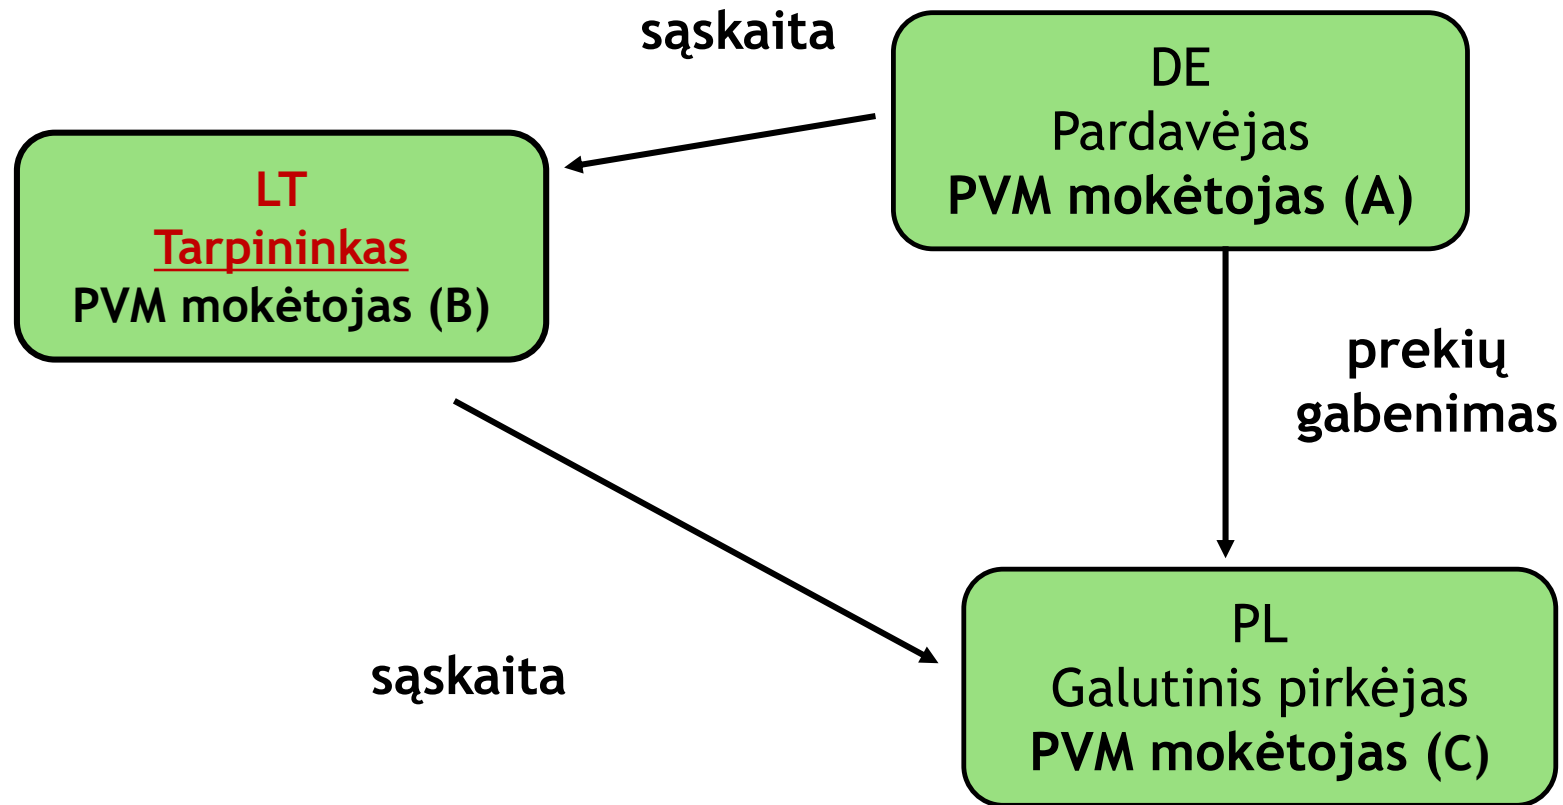 sąskaita
DE
Pardavėjas
PVM mokėtojas (A)
LT
Tarpininkas
PVM mokėtojas (B)
prekių
gabenimas
sąskaita
PL
Galutinis pirkėjas
PVM mokėtojas (C)